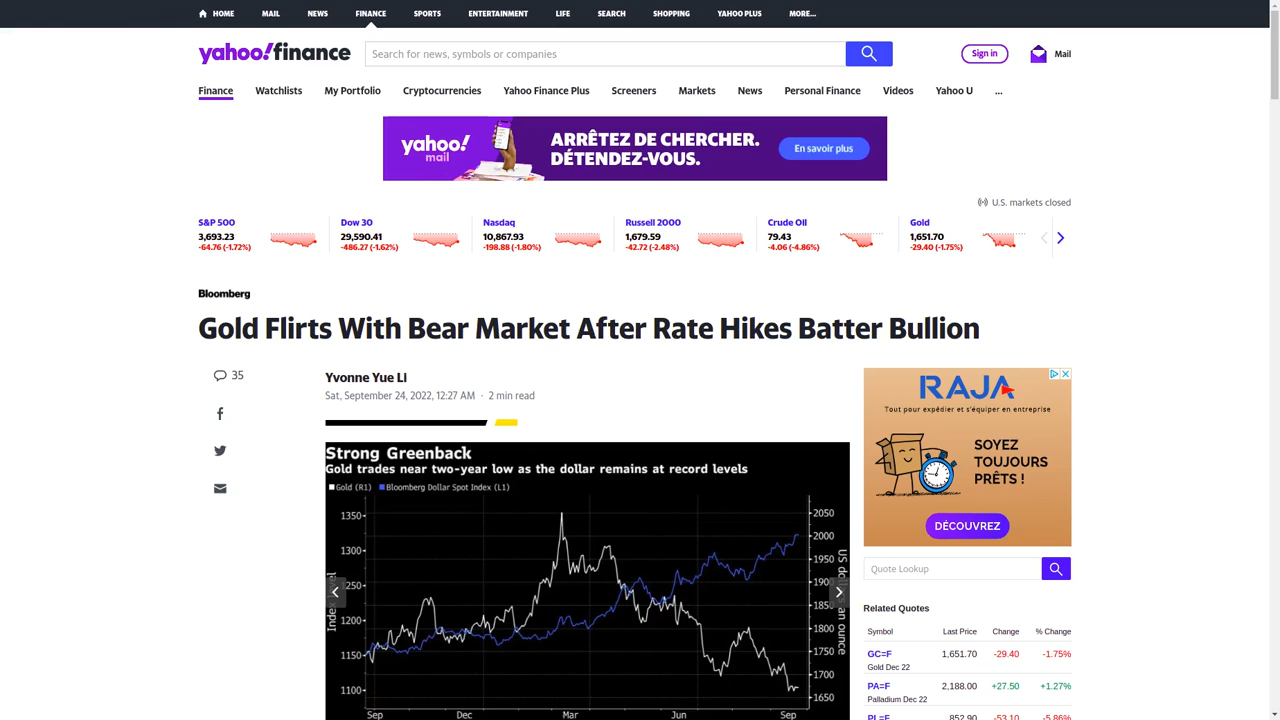 HOME MAIL NEWS FINANCE SPORTS ENTERTAINMENT LIFE SEARCH SHOPPING YAHOO PLUS MORE...
yahoo!finance
Search for news, symbols or companies
Sign in
Mail
Finance Watchlists My Portfolio Cryptocurrencies Yahoo Finance Plus Screeners Markets News Personal Finance Videos Yahoo U ...
yahoo!
mail
ARRÊTEZ DE CHERCHER.
DÉTENDEZ-VOUS.
En savoir plus
U.S. markets closed
S&P 500
3,693.23
-64.76 (-1.72%)
Dow 30
29,590.41
-486.27 (-1.62%)
Nasdaq
10,867.93
-198.88 (-1.80%)
Russell 2000
1,679.59
-42.72 (-2.48%)
Crude Oil
79.43
-4.06 (-4.86%)
Gold
1,651.70
-29.40 (-1.75%)
Bloomberg
Gold Flirts With Bear Market After Rate Hikes Batter Bullion
35
Yvonne Yue Li
Sat, September 24, 2022, 12:27 AM · 2 min read
Strong Greenback
Gold trades near two-year low as the dollar remains at record levels
Gold (R1) Bloomberg Dollar Spot Index (L1)
1350
1300
1250
1200
1150
1100
Index level
2050
2000
1950
1900
1850
1800
1750
1700
1650
Sep Dec Mar Jun Sep
RAJA
Tout pour expédier et s'équiper en entreprise
SOYEZ
TOUJOURS
PRÊTS !
DÉCOUVREZ
Quote Lookup
Related Quotes
Symbol Last Price Change % Change
GC=F 1,651.70 -29.40 -1.75%
Gold Dec 22
PA=F 2,188.00 +27.50 +1.27%
Palladium Dec 22
PL=F 852.90 -53.10 -5.86%